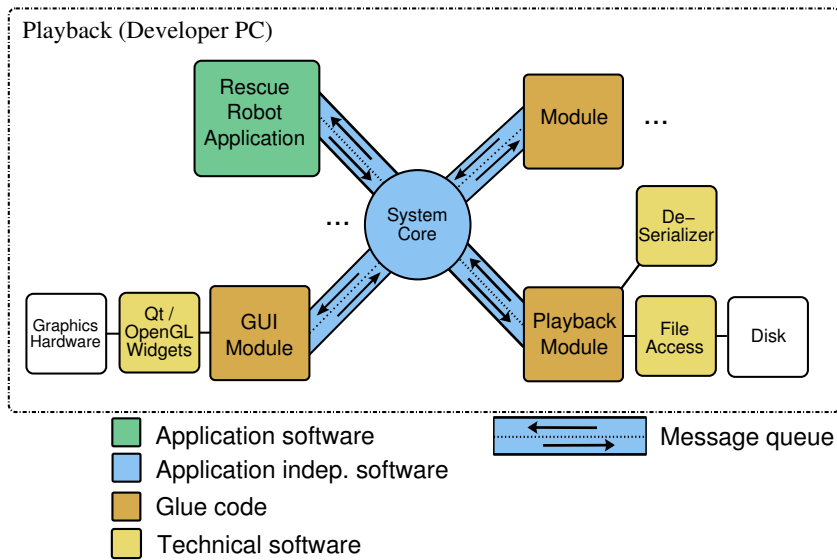 Playback (Developer PC)
Rescue
Robot
Application
Module
...
...
System
Core
De-
Serializer
Graphics
Hardware
Qt /
OpenGL
Widgets
GUI
Module
Playback
Module
File
Access
Disk
Application software
Message queue
Application indep. software
Glue code
Technical software